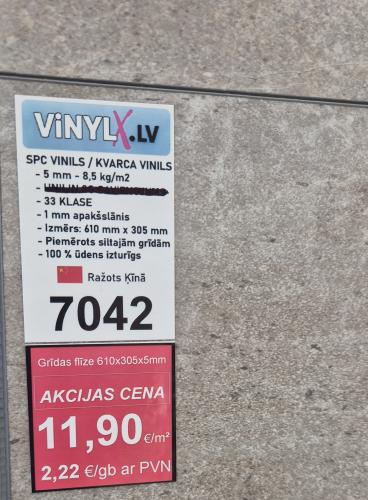 ViNYLX.LV
SPC VINILS / KVARCA VINILS
- 5 mm - 8,5 kg/m2
- 33 KLASE
- 1 mm apakšslānis
- Izmērs: 610 mm x 305 mm
- Piemērots siltajām grīdām
- 100 % ūdens izturīgs
Ražots Ķīnā
7042
Grīdas flīze 610x305x5mm
AKCIJAS CENA
11,90 €/m²
2,22 €/gb ar PVN